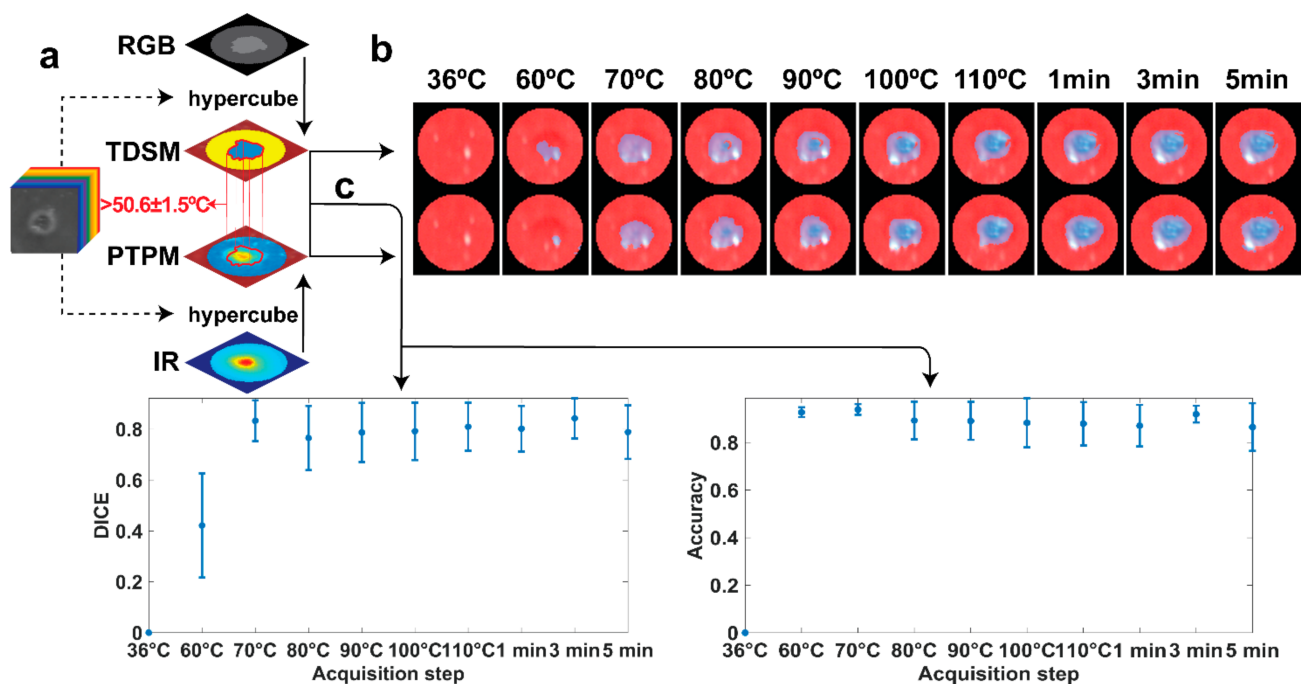 a
RGB
hypercube
TDSM
>50.6±1.5ºC
PTPM
hypercube
IR
b
36ºC 60ºC 70ºC 80ºC 90ºC 100ºC 110ºC 1min 3min 5min
c
DICE
0.8
0.6
0.4
0.2
0
36°C 60°C 70°C 80°C 90°C 100°C 110°C 1 min 3 min 5 min
Acquisition step
Accuracy
0.8
0.6
0.4
0.2
0
36°C 60°C 70°C 80°C 90°C 100°C 110°C 1 min 3 min 5 min
Acquisition step